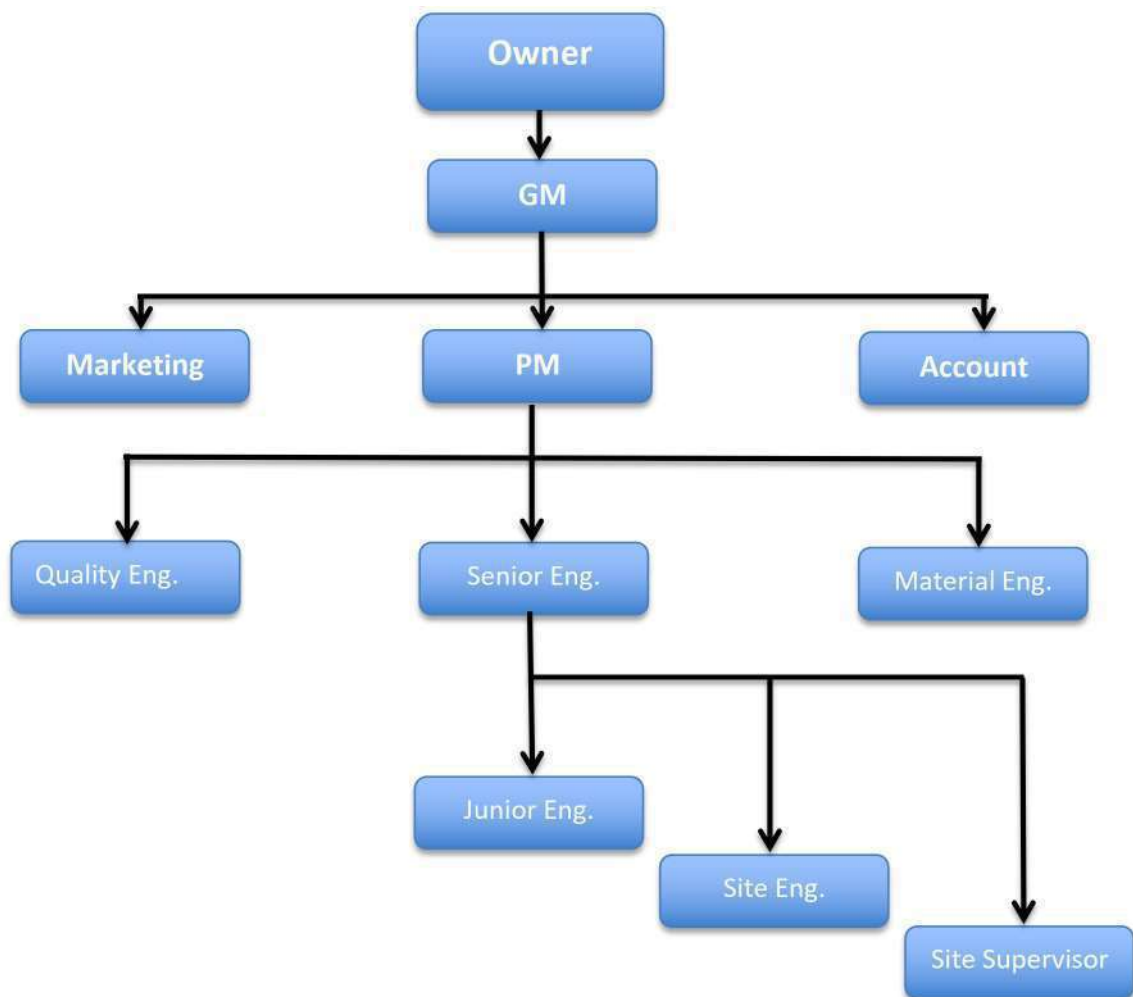 Owner
GM
Marketing
PM
Account
Quality Eng.
Senior Eng.
Material Eng.
Junior Eng.
Site Eng.
Site Supervisor